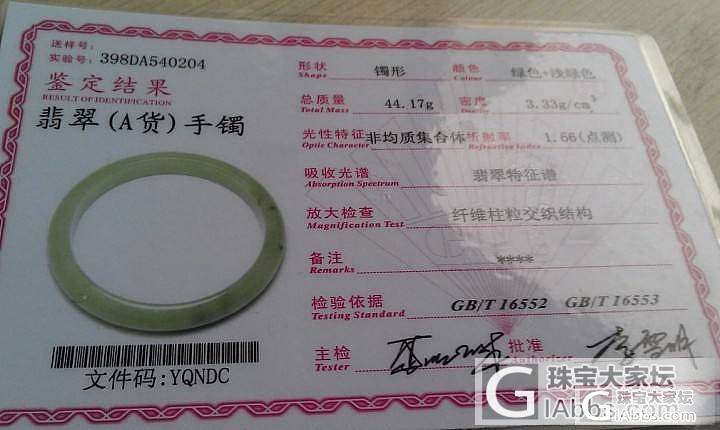 送样号:
实验号: 398DA540204
鉴定结果
RESULT OF IDENTIFICATION
翡翠(A货)手镯
文件码: YQNDC
形状 镯形 颜色 绿色+浅绿色
Shape Colour
总质量 44.17g 密度 3.33g/cm³
Total Mass Density
光性特征 非均质集合体 折射率 1.66(点测)
Optic Character Refractive Index
吸收光谱 翡翠特征谱
Absorption Spectrum
放大检查 纤维柱粒交织结构
Magnification Test
备注 ****
Remarks
检验依据 GB/T 16552 GB/T 16553
Testing Standard
主检 批准
Tester Authoriser
珠宝大家坛
GIAbbs.com